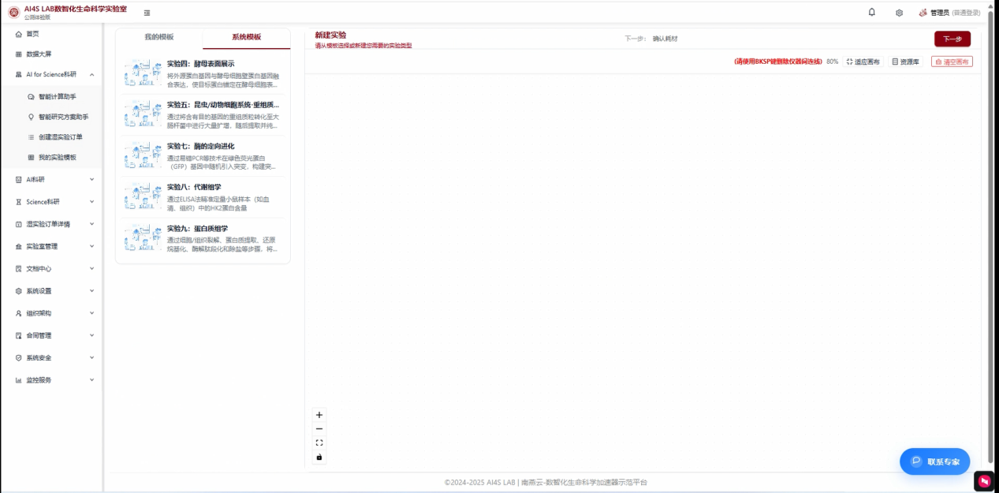 AI4S LAB数智化生命科学实验室
公测体验版
管理员 (普通登录)
首页
数据大屏
AI for Science科研
智能计算助手
智能研究方案助手
创建湿实验订单
我的实验模板
AI科研
Science科研
湿实验订单详情
实验室管理
文档中心
系统设置
组织架构
合同管理
系统安全
监控服务
我的模板
系统模板
实验四：酵母表面展示
将外源蛋白基因与酵母细胞壁蛋白基因融
合表达，使目标蛋白锚定在酵母细胞表...
实验五：昆虫/动物细胞系统-重组质...
通过将含有目的基因的重组质粒转化至大
肠杆菌中进行大量扩增，随后提取并纯...
实验七：酶的定向进化
通过易错PCR等技术在绿色荧光蛋白
（GFP）基因中随机引入突变，构建突...
实验八：代谢组学
通过ELISA法精准定量小鼠样本（如血
清、组织）中的HK2蛋白含量
实验九：蛋白质组学
通过细胞/组织裂解、蛋白质提取、还原
烷基化、酶解肽段化和除盐等步骤，将...
新建实验
请从模板选择或新建您需要的实验类型
下一步： 确认耗材
下一步
(请使用BKSP键删除仪器间连线) 80% 适应画布 资源库 清空画布
联系专家
©2024-2025 AI4S LAB | 南燕云-数智化生命科学加速器示范平台